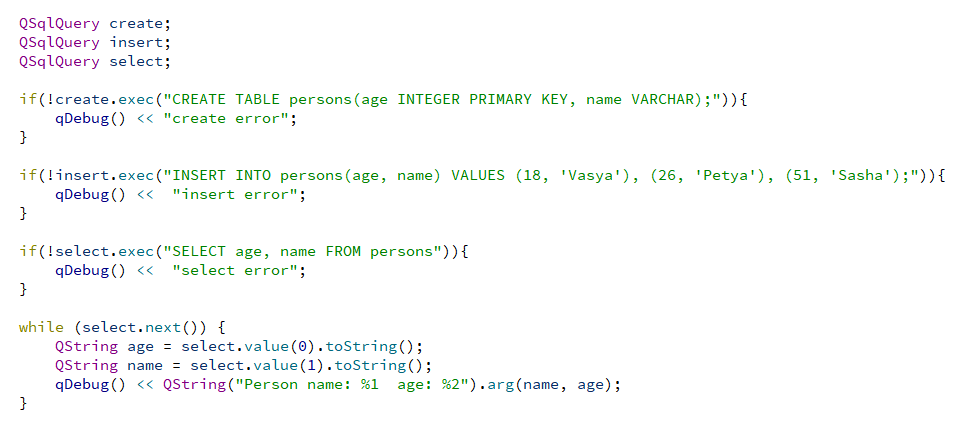 QSqlQuery create;
QSqlQuery insert;
QSqlQuery select;

if(!create.exec("CREATE TABLE persons(age INTEGER PRIMARY KEY, name VARCHAR);")){
    qDebug() << "create error";
}

if(!insert.exec("INSERT INTO persons(age, name) VALUES (18, 'Vasya'), (26, 'Petya'), (51, 'Sasha');")){
    qDebug() <<  "insert error";
}

if(!select.exec("SELECT age, name FROM persons")){
    qDebug() <<  "select error";
}

while (select.next()) {
    QString age = select.value(0).toString();
    QString name = select.value(1).toString();
    qDebug() << QString("Person name: %1  age: %2").arg(name, age);
}